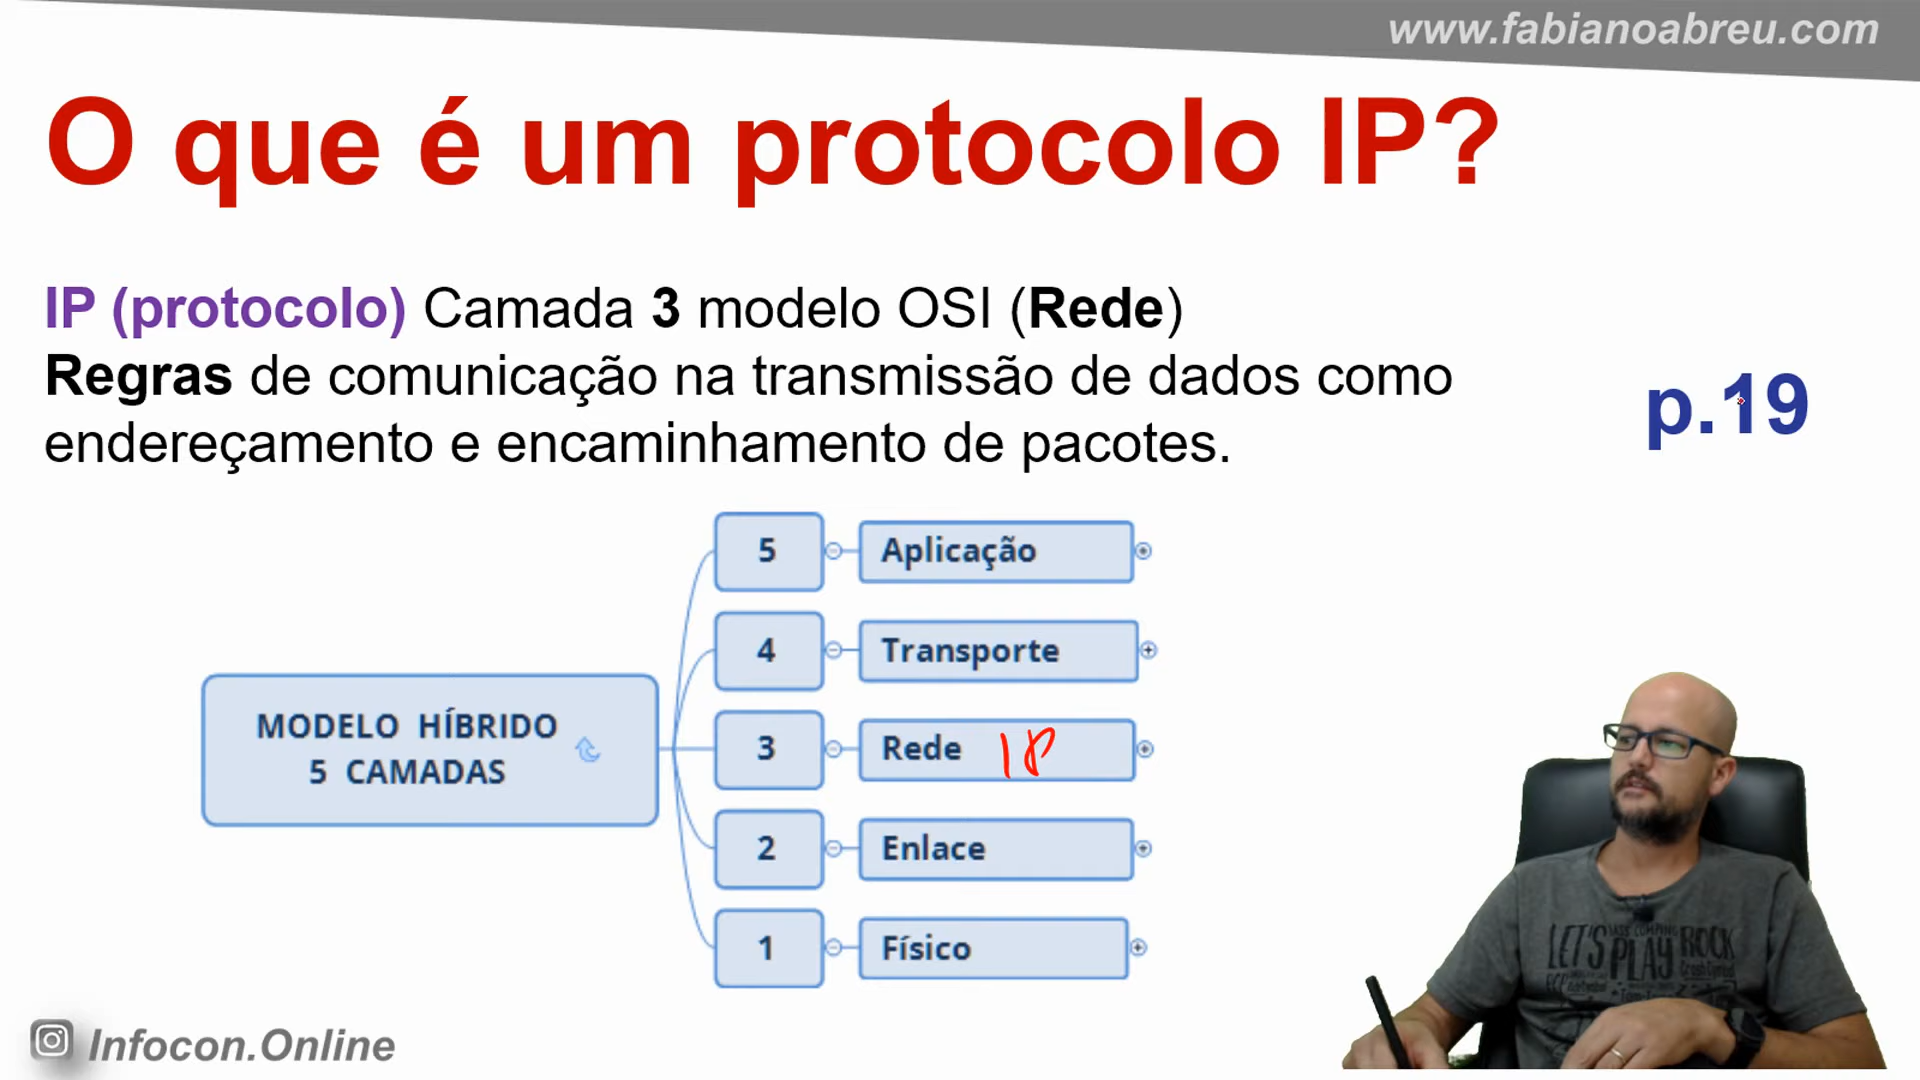 www.fabianoabreu.com
O que é um protocolo IP?
IP (protocolo) Camada 3 modelo OSI (Rede)
Regras de comunicação na transmissão de dados como
endereçamento e encaminhamento de pacotes.
p.19
MODELO HÍBRIDO
5 CAMADAS
5 Aplicação
4 Transporte
3 Rede IP
2 Enlace
1 Físico
LET'S PLAY ROCK
Infocon.Online